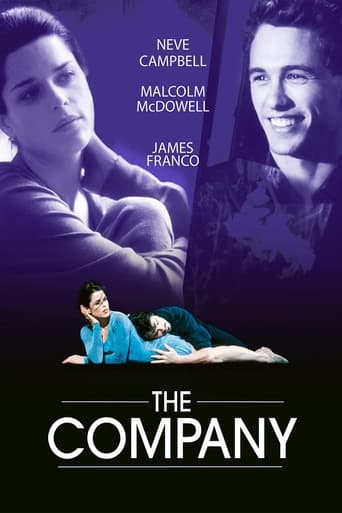 NEVE
CAMPBELL
MALCOLM
McDOWELL
JAMES
FRANCO
THE
COMPANY